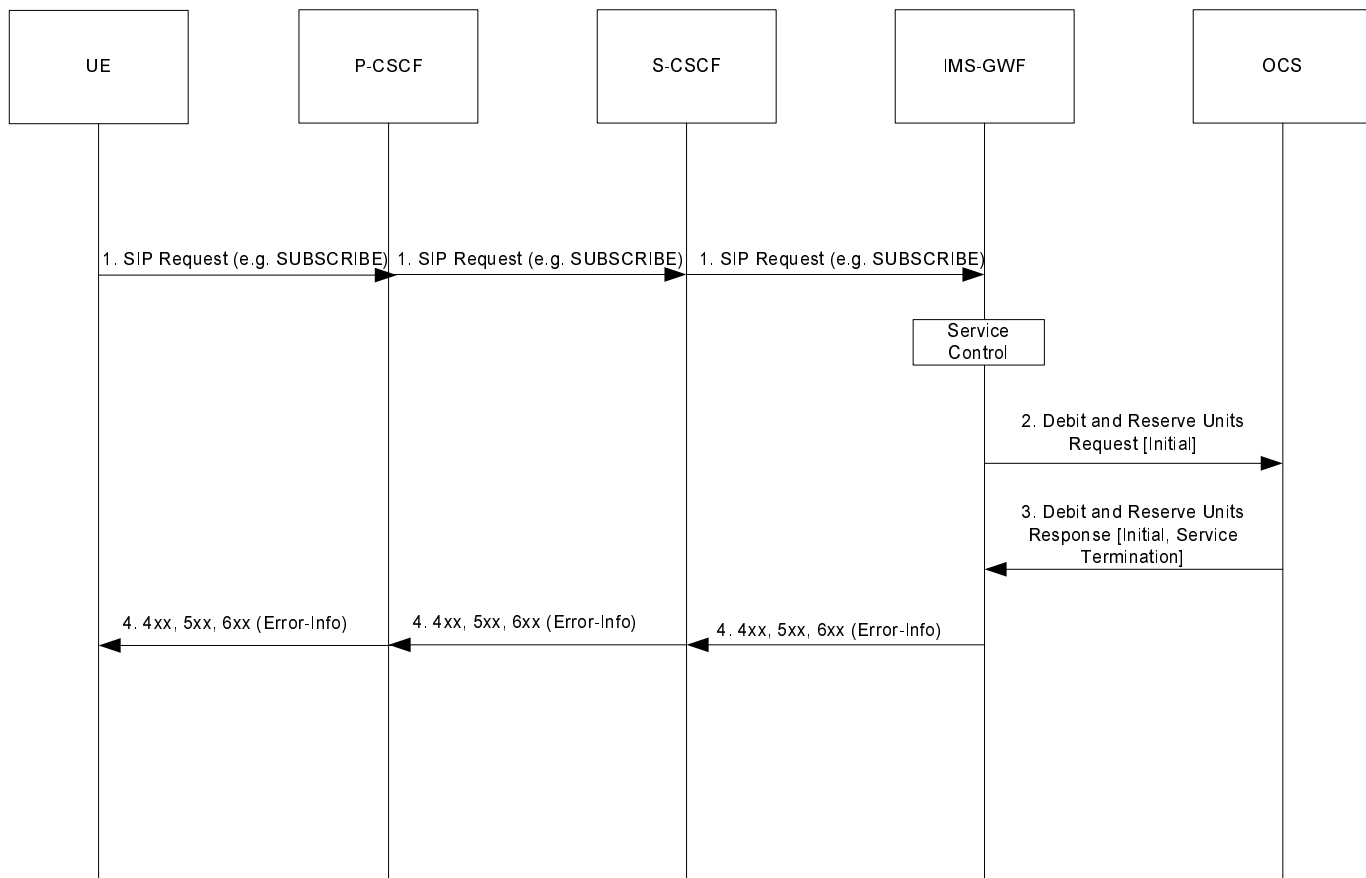 UE
P-CSCF
S-CSCF
IMS-GWF
OCS
1. SIP Request (e.g. SUBSCRIBE)
1. SIP Request (e.g. SUBSCRIBE)
1. SIP Request (e.g. SUBSCRIBE)
Service
Control
2. Debit and Reserve Units
Request [Initial]
3. Debit and Reserve Units
Response [Initial, Service
Termination]
4. 4xx, 5xx, 6xx (Error-Info)
4. 4xx, 5xx, 6xx (Error-Info)
4. 4xx, 5xx, 6xx (Error-Info)